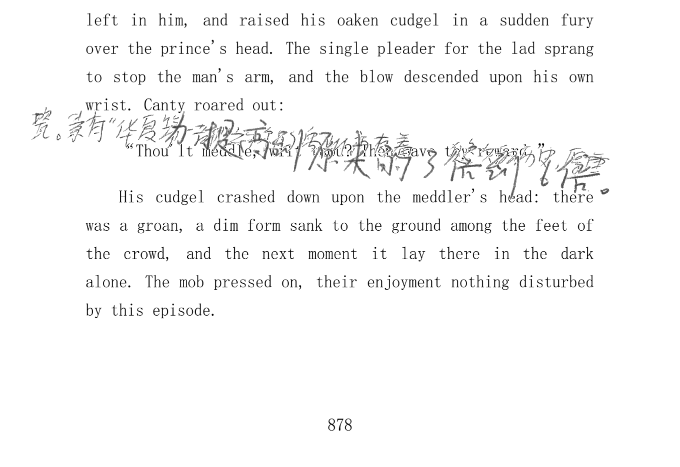 left in him, and raised his oaken cudgel in a sudden fury
over the prince's head. The single pleader for the lad sprang
to stop the man's arm, and the blow descended upon his own
wrist. Canty roared out:
"Thou'lt meddle, wilt thou? Then have thy reward."
His cudgel crashed down upon the meddler's head: there
was a groan, a dim form sank to the ground among the feet of
the crowd, and the next moment it lay there in the dark
alone. The mob pressed on, their enjoyment nothing disturbed
by this episode.
878